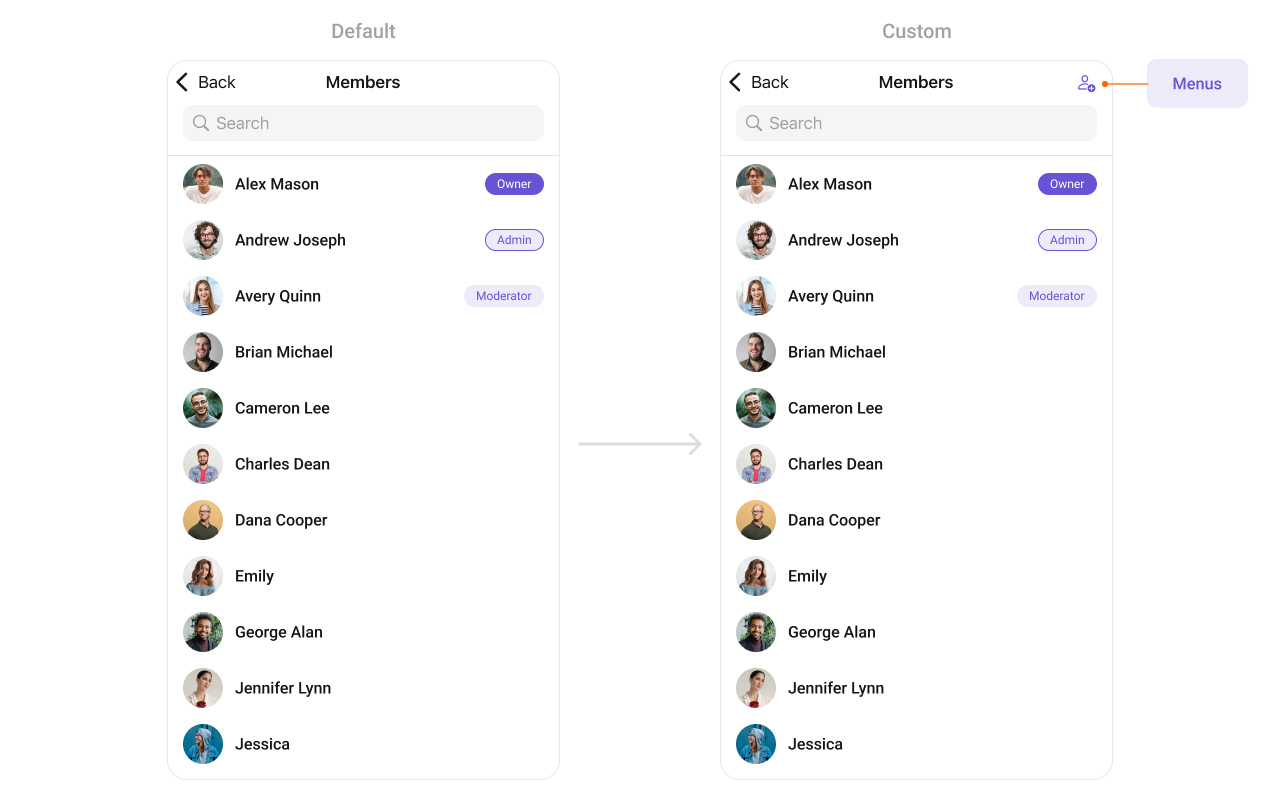 Default
Back
Members
Search
Alex Mason
Owner
Andrew Joseph
Admin
Avery Quinn
Moderator
Brian Michael
Cameron Lee
Charles Dean
Dana Cooper
Emily
George Alan
Jennifer Lynn
Jessica
Custom
Back
Members
Menus
Search
Alex Mason
Owner
Andrew Joseph
Admin
Avery Quinn
Moderator
Brian Michael
Cameron Lee
Charles Dean
Dana Cooper
Emily
George Alan
Jennifer Lynn
Jessica